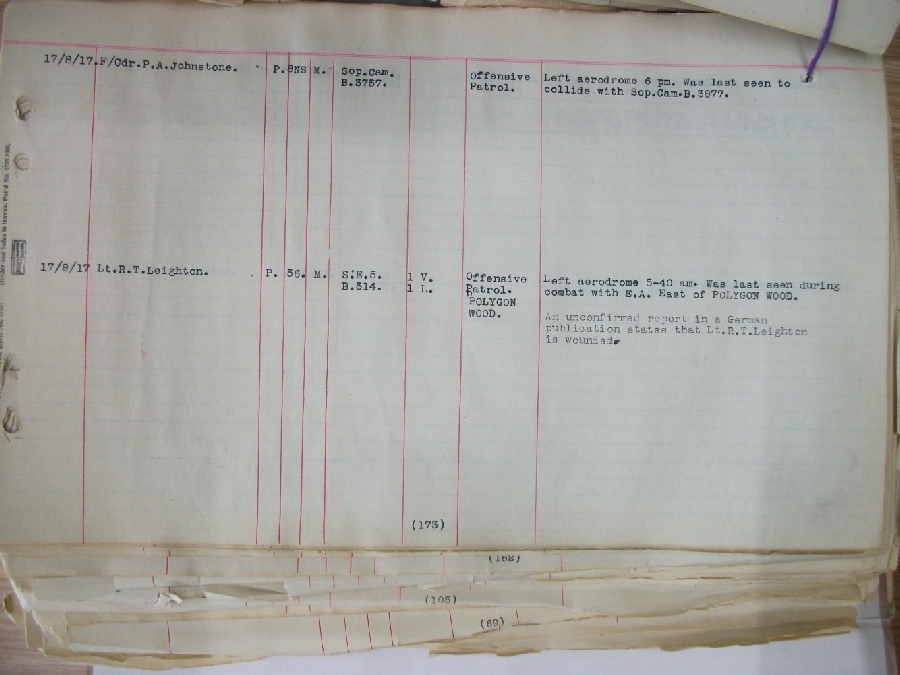 17/8/17. F/Cdr.P.A.Johnstone. P. 8NS M. Sop.Cam. Offensive Left aerodrome 6 pm. Was last seen to
B.3757. Patrol. collide with Sop.Cam.B.3877.
17/8/17 Lt.R.T.Leighton. P. 56. M. S.E.5. 1 V. Offensive Left aerodrome 5-40 am. Was last seen during
B.514. 1 L. Patrol. combat with E.A. East of POLYGON WOOD.
POLYGON
WOOD. An unconfirmed report in a German
publication states that Lt.R.T.Leighton
is wounded.
(173)
(162)
(105)
(69)